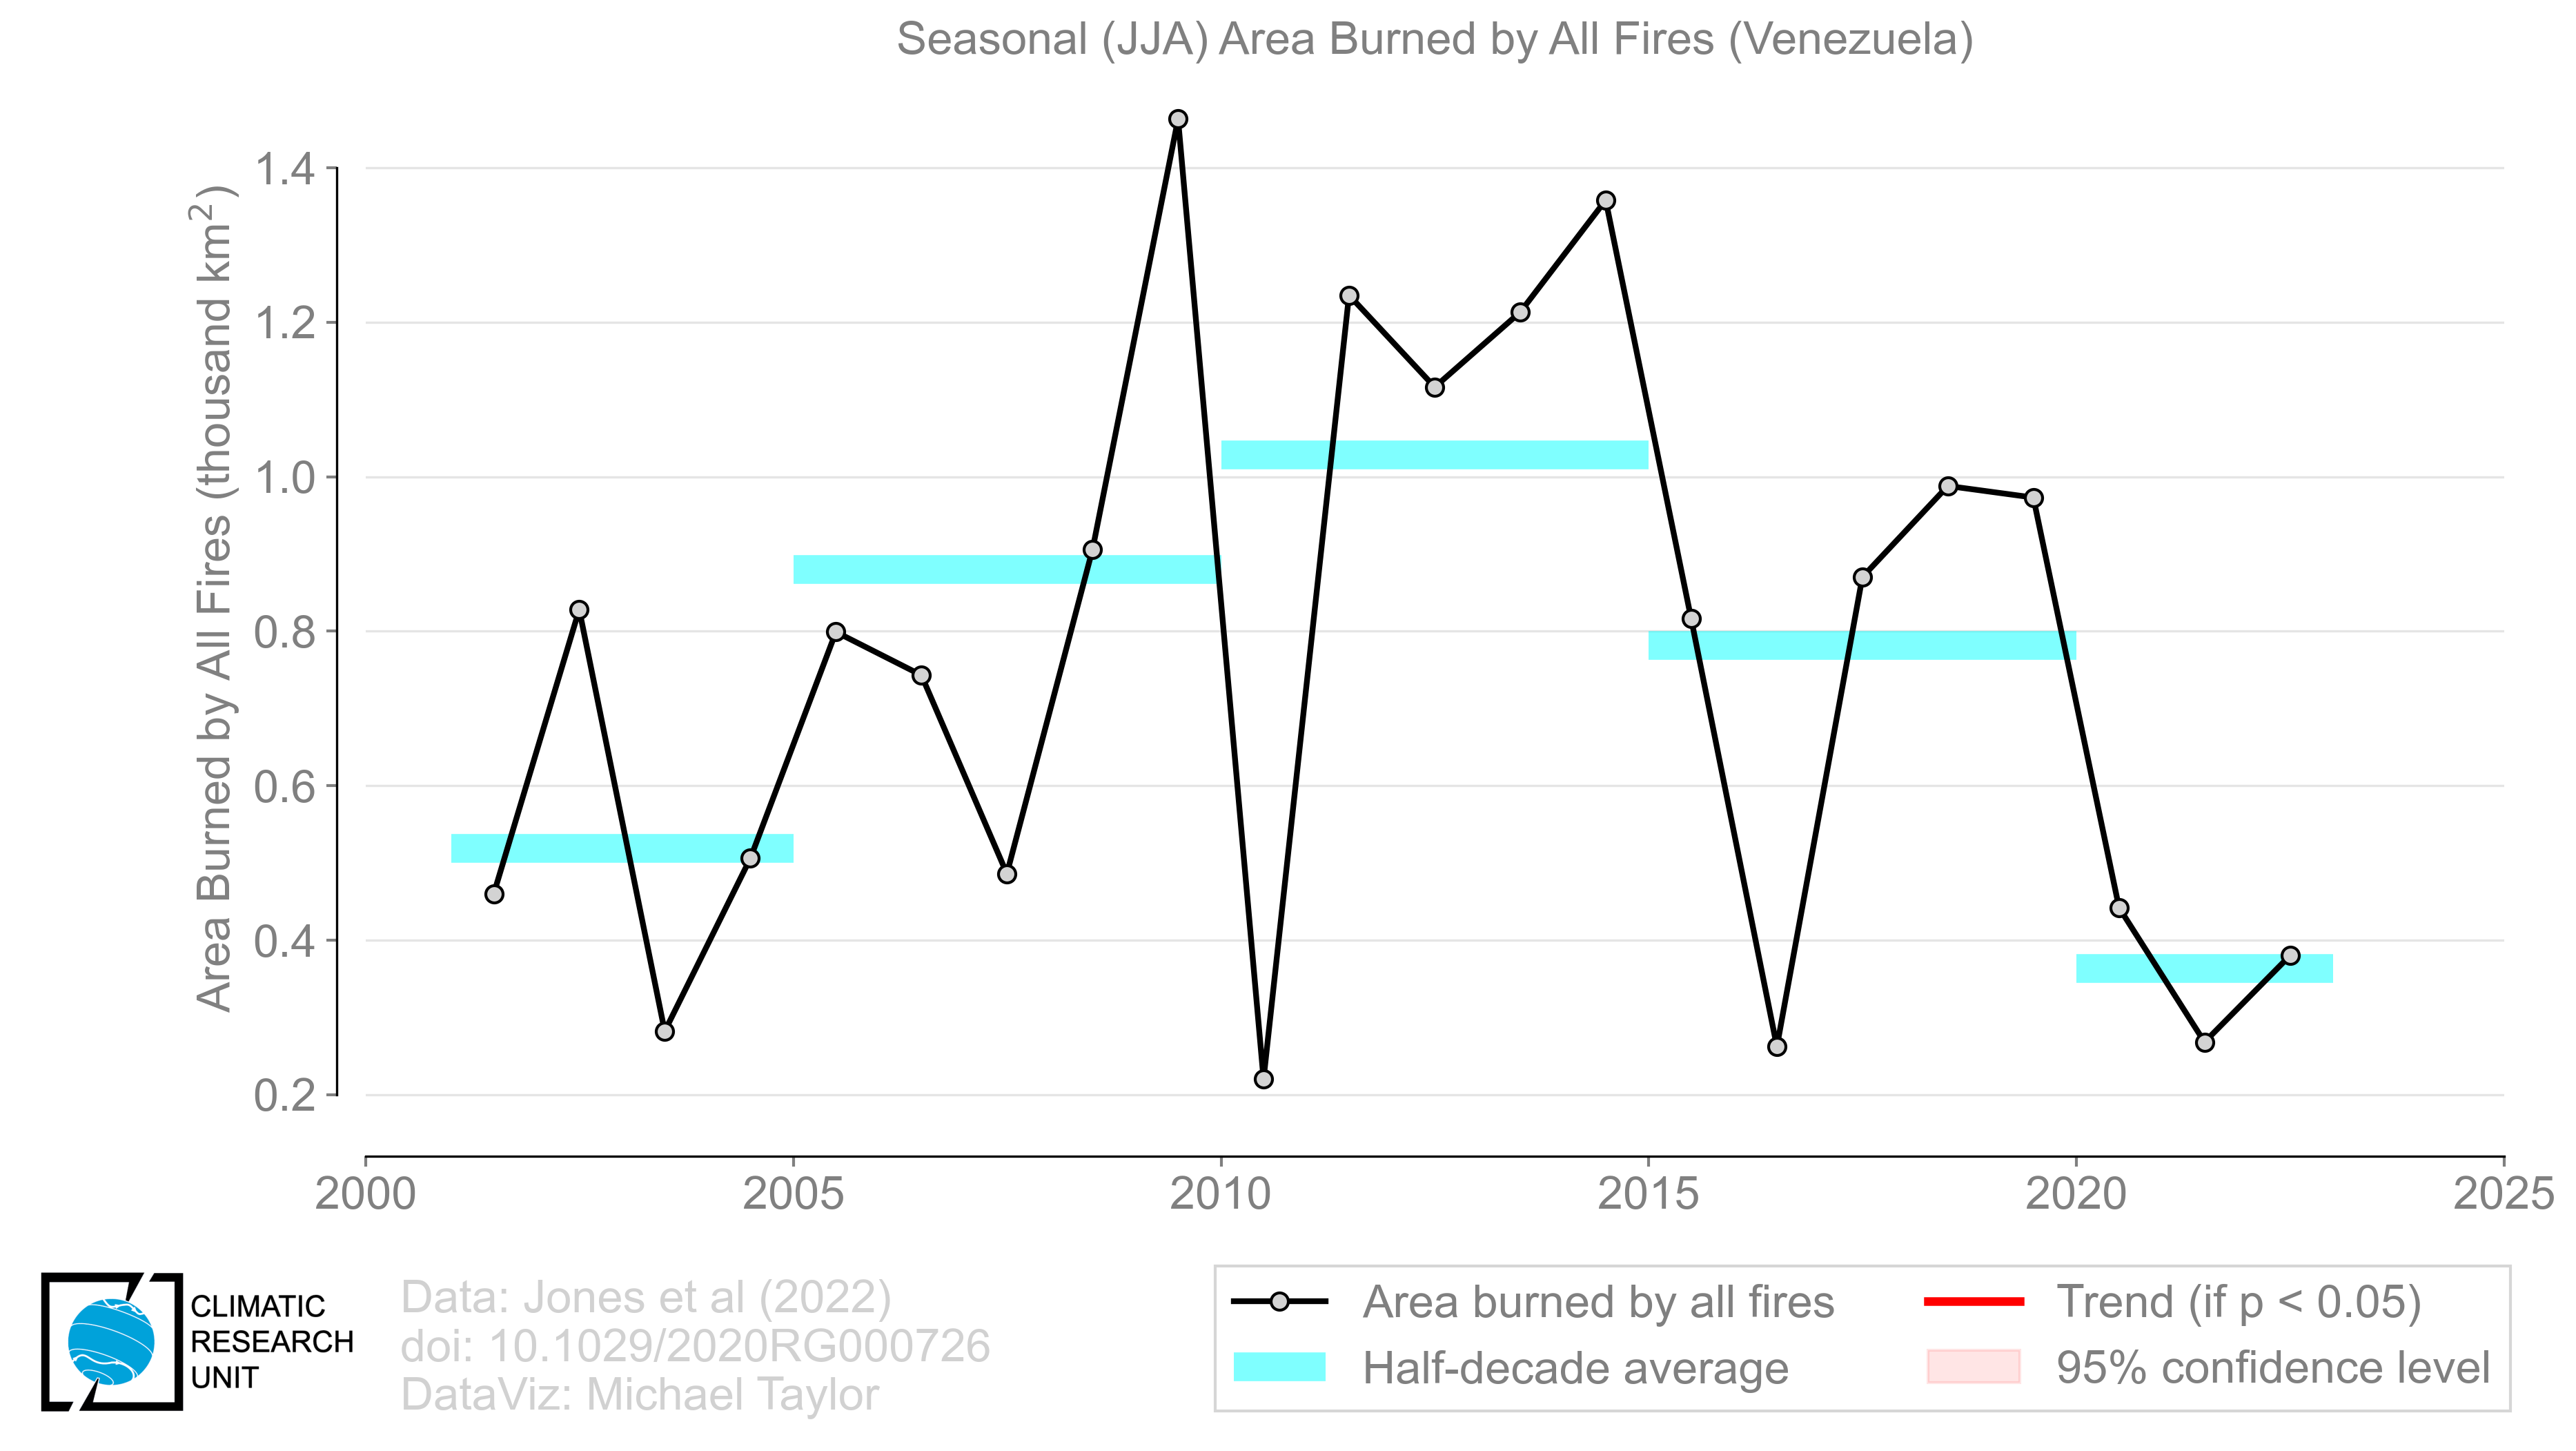 Seasonal (JJA) Area Burned by All Fires (Venezuela)
Area Burned by All Fires (thousand km²)
1.4
1.2
1.0
0.8
0.6
0.4
0.2
2000
2005
2010
2015
2020
2025
CLIMATIC
RESEARCH
UNIT
Data: Jones et al (2022)
doi: 10.1029/2020RG000726
DataViz: Michael Taylor
Area burned by all fires
Half-decade average
Trend (if p < 0.05)
95% confidence level